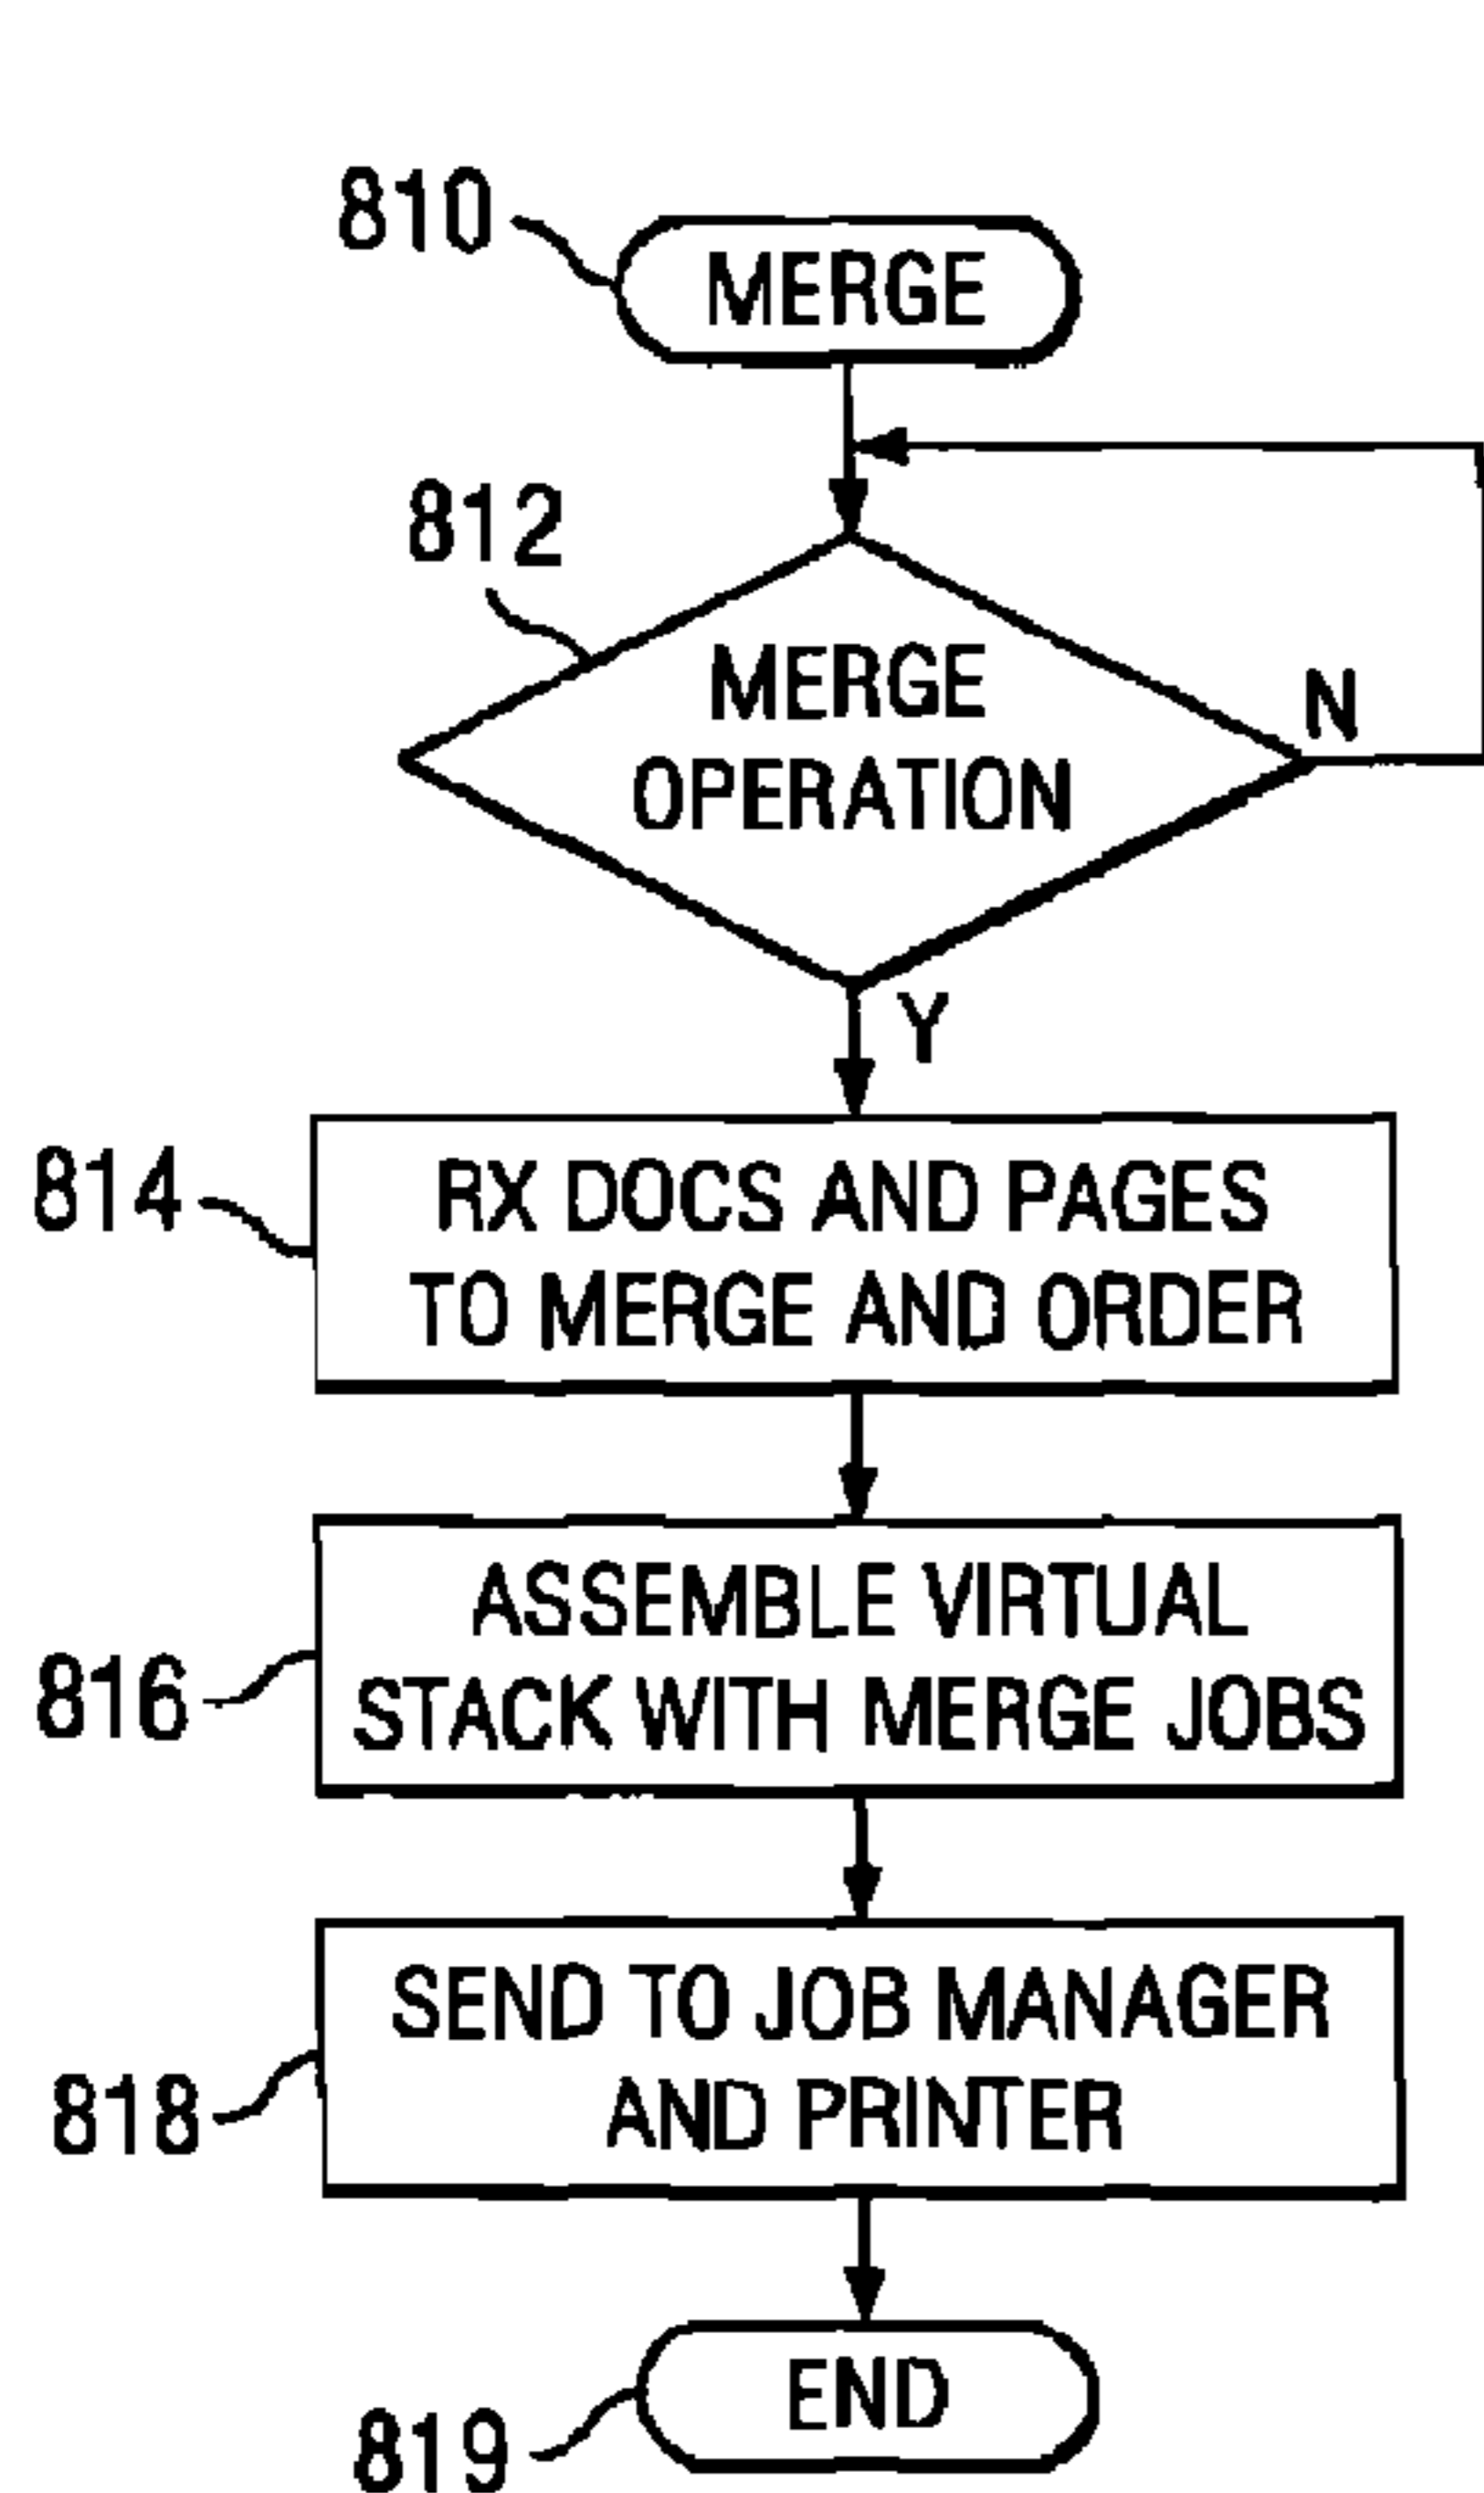 810
MERGE
812
MERGE
OPERATION
N
Y
814
RX DOCS AND PAGES
TO MERGE AND ORDER
816
ASSEMBLE VIRTUAL
STACK WITH MERGE JOBS
818
SEND TO JOB MANAGER
AND PRINTER
819
END